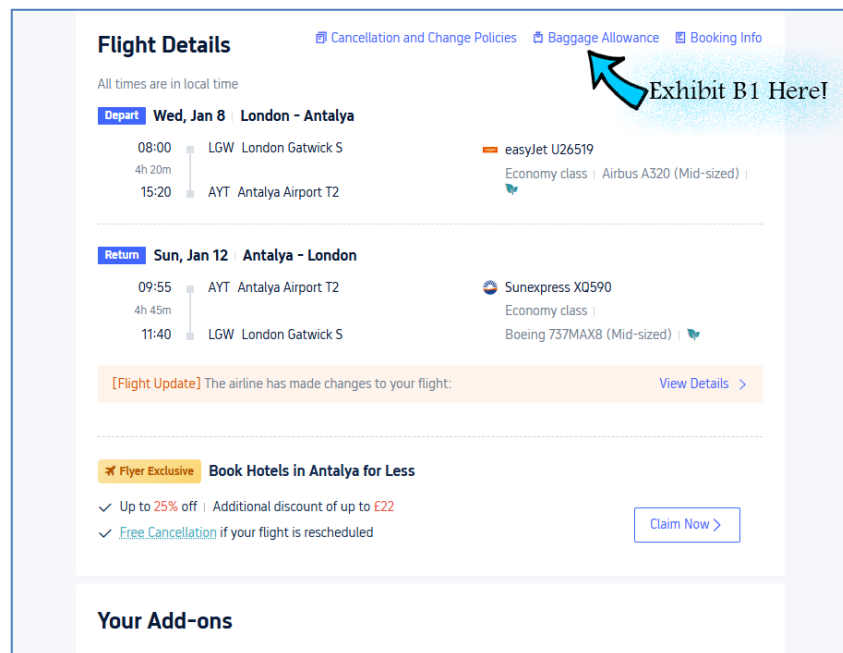 Flight Details
Cancellation and Change Policies Baggage Allowance Booking Info
Exhibit B1 Here!
All times are in local time
Depart Wed, Jan 8 | London - Antalya
08:00 LGW London Gatwick S
4h 20m
15:20 AYT Antalya Airport T2
easyJet U26519
Economy class | Airbus A320 (Mid-sized) |
Return Sun, Jan 12 | Antalya - London
09:55 AYT Antalya Airport T2
4h 45m
11:40 LGW London Gatwick S
Sunexpress XQ590
Economy class |
Boeing 737MAX8 (Mid-sized) |
[Flight Update] The airline has made changes to your flight: View Details >
Flyer Exclusive Book Hotels in Antalya for Less
Up to 25% off | Additional discount of up to £22
Free Cancellation if your flight is rescheduled
Claim Now >
Your Add-ons